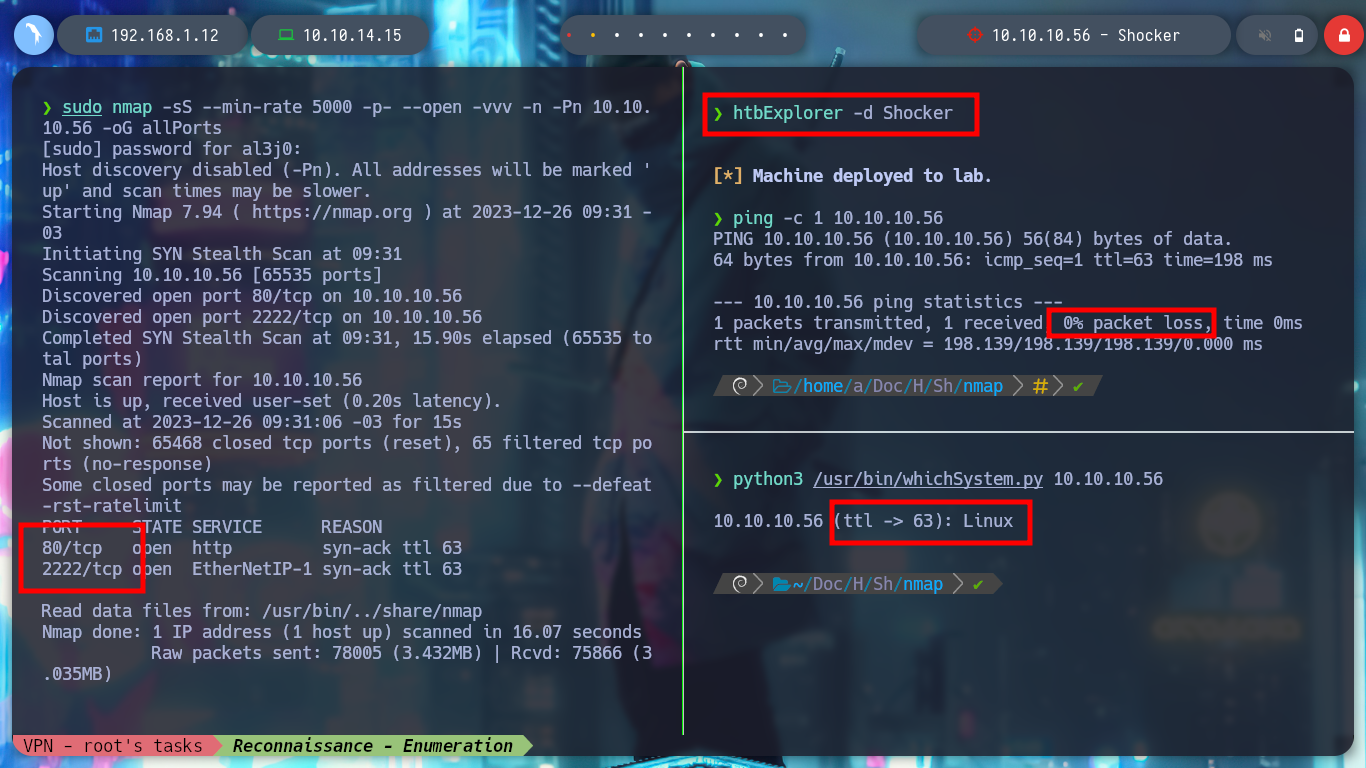 192.168.1.12
10.10.14.15
10.10.10.56 - Shocker
❯ sudo nmap -sS --min-rate 5000 -p- --open -vvv -n -Pn 10.10.
10.56 -oG allPorts
[sudo] password for al3j0:
Host discovery disabled (-Pn). All addresses will be marked '
up' and scan times may be slower.
Starting Nmap 7.94 ( https://nmap.org ) at 2023-12-26 09:31 -
03
Initiating SYN Stealth Scan at 09:31
Scanning 10.10.10.56 [65535 ports]
Discovered open port 80/tcp on 10.10.10.56
Discovered open port 2222/tcp on 10.10.10.56
Completed SYN Stealth Scan at 09:31, 15.90s elapsed (65535 to
tal ports)
Nmap scan report for 10.10.10.56
Host is up, received user-set (0.20s latency).
Scanned at 2023-12-26 09:31:06 -03 for 15s
Not shown: 65468 closed tcp ports (reset), 65 filtered tcp po
rts (no-response)
Some closed ports may be reported as filtered due to --defeat
-rst-ratelimit
PORT     STATE SERVICE      REASON
80/tcp   open  http         syn-ack ttl 63
2222/tcp open  EtherNetIP-1 syn-ack ttl 63
Read data files from: /usr/bin/../share/nmap
Nmap done: 1 IP address (1 host up) scanned in 16.07 seconds
Raw packets sent: 78005 (3.432MB) | Rcvd: 75866 (3
.035MB)
❯ htbExplorer -d Shocker
[*] Machine deployed to lab.
❯ ping -c 1 10.10.10.56
PING 10.10.10.56 (10.10.10.56) 56(84) bytes of data.
64 bytes from 10.10.10.56: icmp_seq=1 ttl=63 time=198 ms
--- 10.10.10.56 ping statistics ---
1 packets transmitted, 1 received, 0% packet loss, time 0ms
rtt min/avg/max/mdev = 198.139/198.139/198.139/0.000 ms
/home/a/Doc/H/Sh/nmap # ✔
❯ python3 /usr/bin/whichSystem.py 10.10.10.56
10.10.10.56 (ttl -> 63): Linux
~/Doc/H/Sh/nmap ✔
VPN - root's tasks Reconnaissance - Enumeration